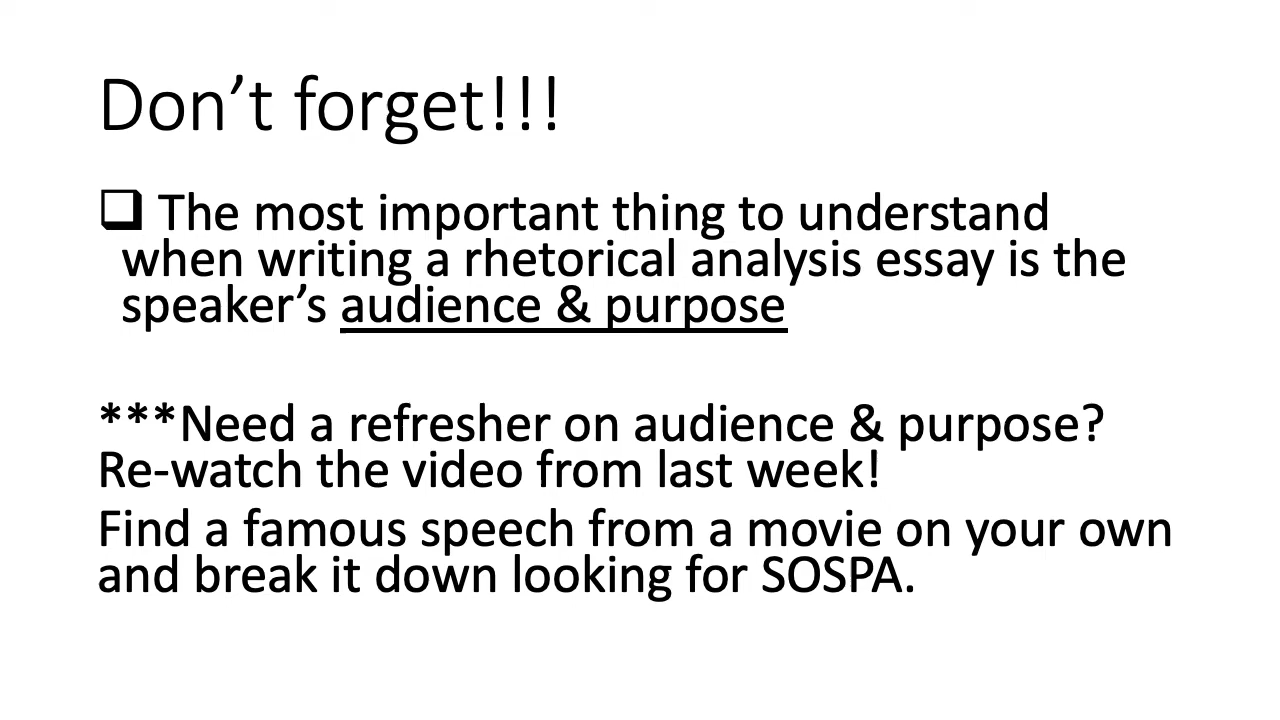 Don’t forget!!!
❑ The most important thing to understand
when writing a rhetorical analysis essay is the
speaker’s audience & purpose
***Need a refresher on audience & purpose?
Re-watch the video from last week!
Find a famous speech from a movie on your own
and break it down looking for SOSPA.